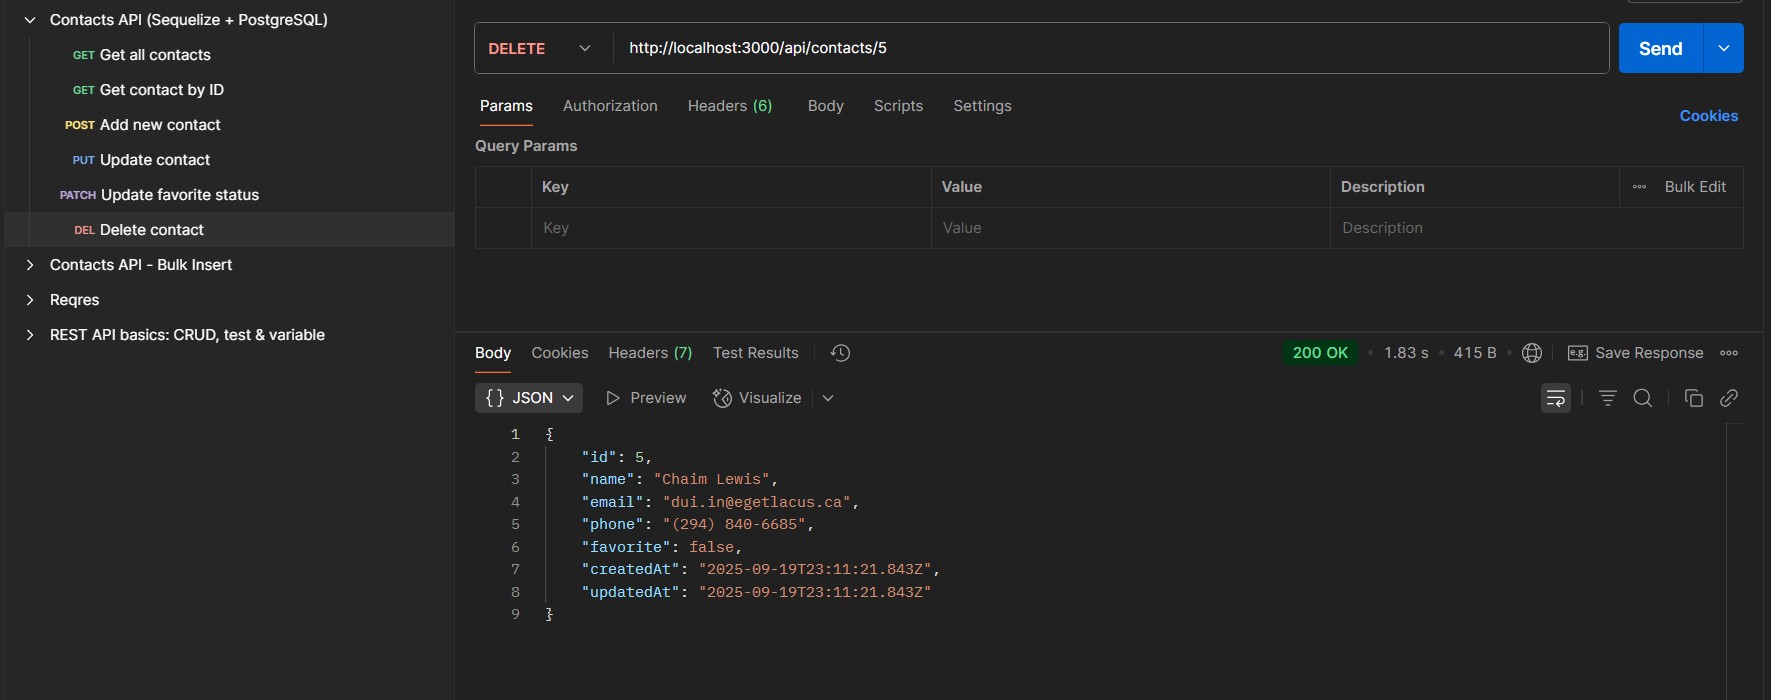 Contacts API (Sequelize + PostgreSQL)
GET Get all contacts
GET Get contact by ID
POST Add new contact
PUT Update contact
PATCH Update favorite status
DEL Delete contact
Contacts API - Bulk Insert
Reqres
REST API basics: CRUD, test & variable
DELETE http://localhost:3000/api/contacts/5 Send
Params Authorization Headers (6) Body Scripts Settings
Cookies
Query Params
Key Value Description Bulk Edit
Key Value Description
Body Cookies Headers (7) Test Results 200 OK • 1.83 s • 415 B • e.g. Save Response
{} JSON Preview Visualize
1 {
2 "id": 5,
3 "name": "Chaim Lewis",
4 "email": "dui.in@egetlacus.ca",
5 "phone": "(294) 840-6685",
6 "favorite": false,
7 "createdAt": "2025-09-19T23:11:21.843Z",
8 "updatedAt": "2025-09-19T23:11:21.843Z"
9 }